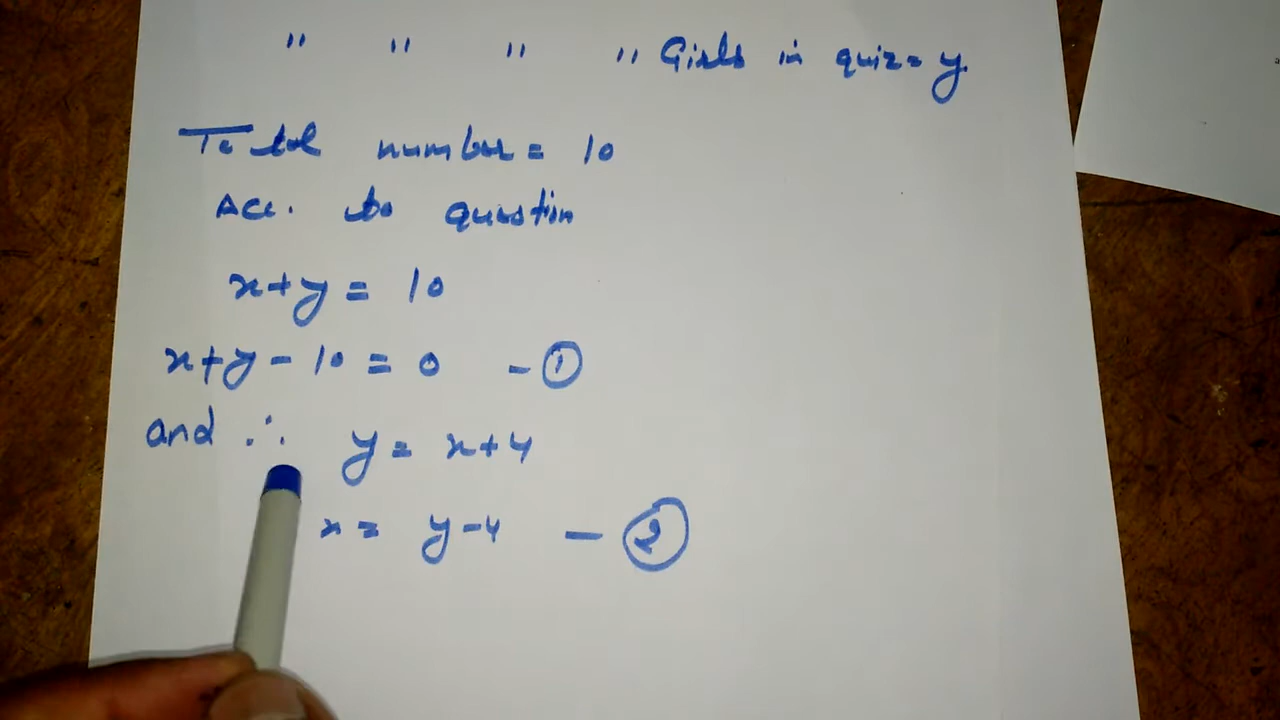 " " " " Girls in quiz = y.
Total number = 10
Acc. to question
x+y = 10
x+y - 10 = 0 - ①
and ∴ y = x+4
x = y-4 - ②